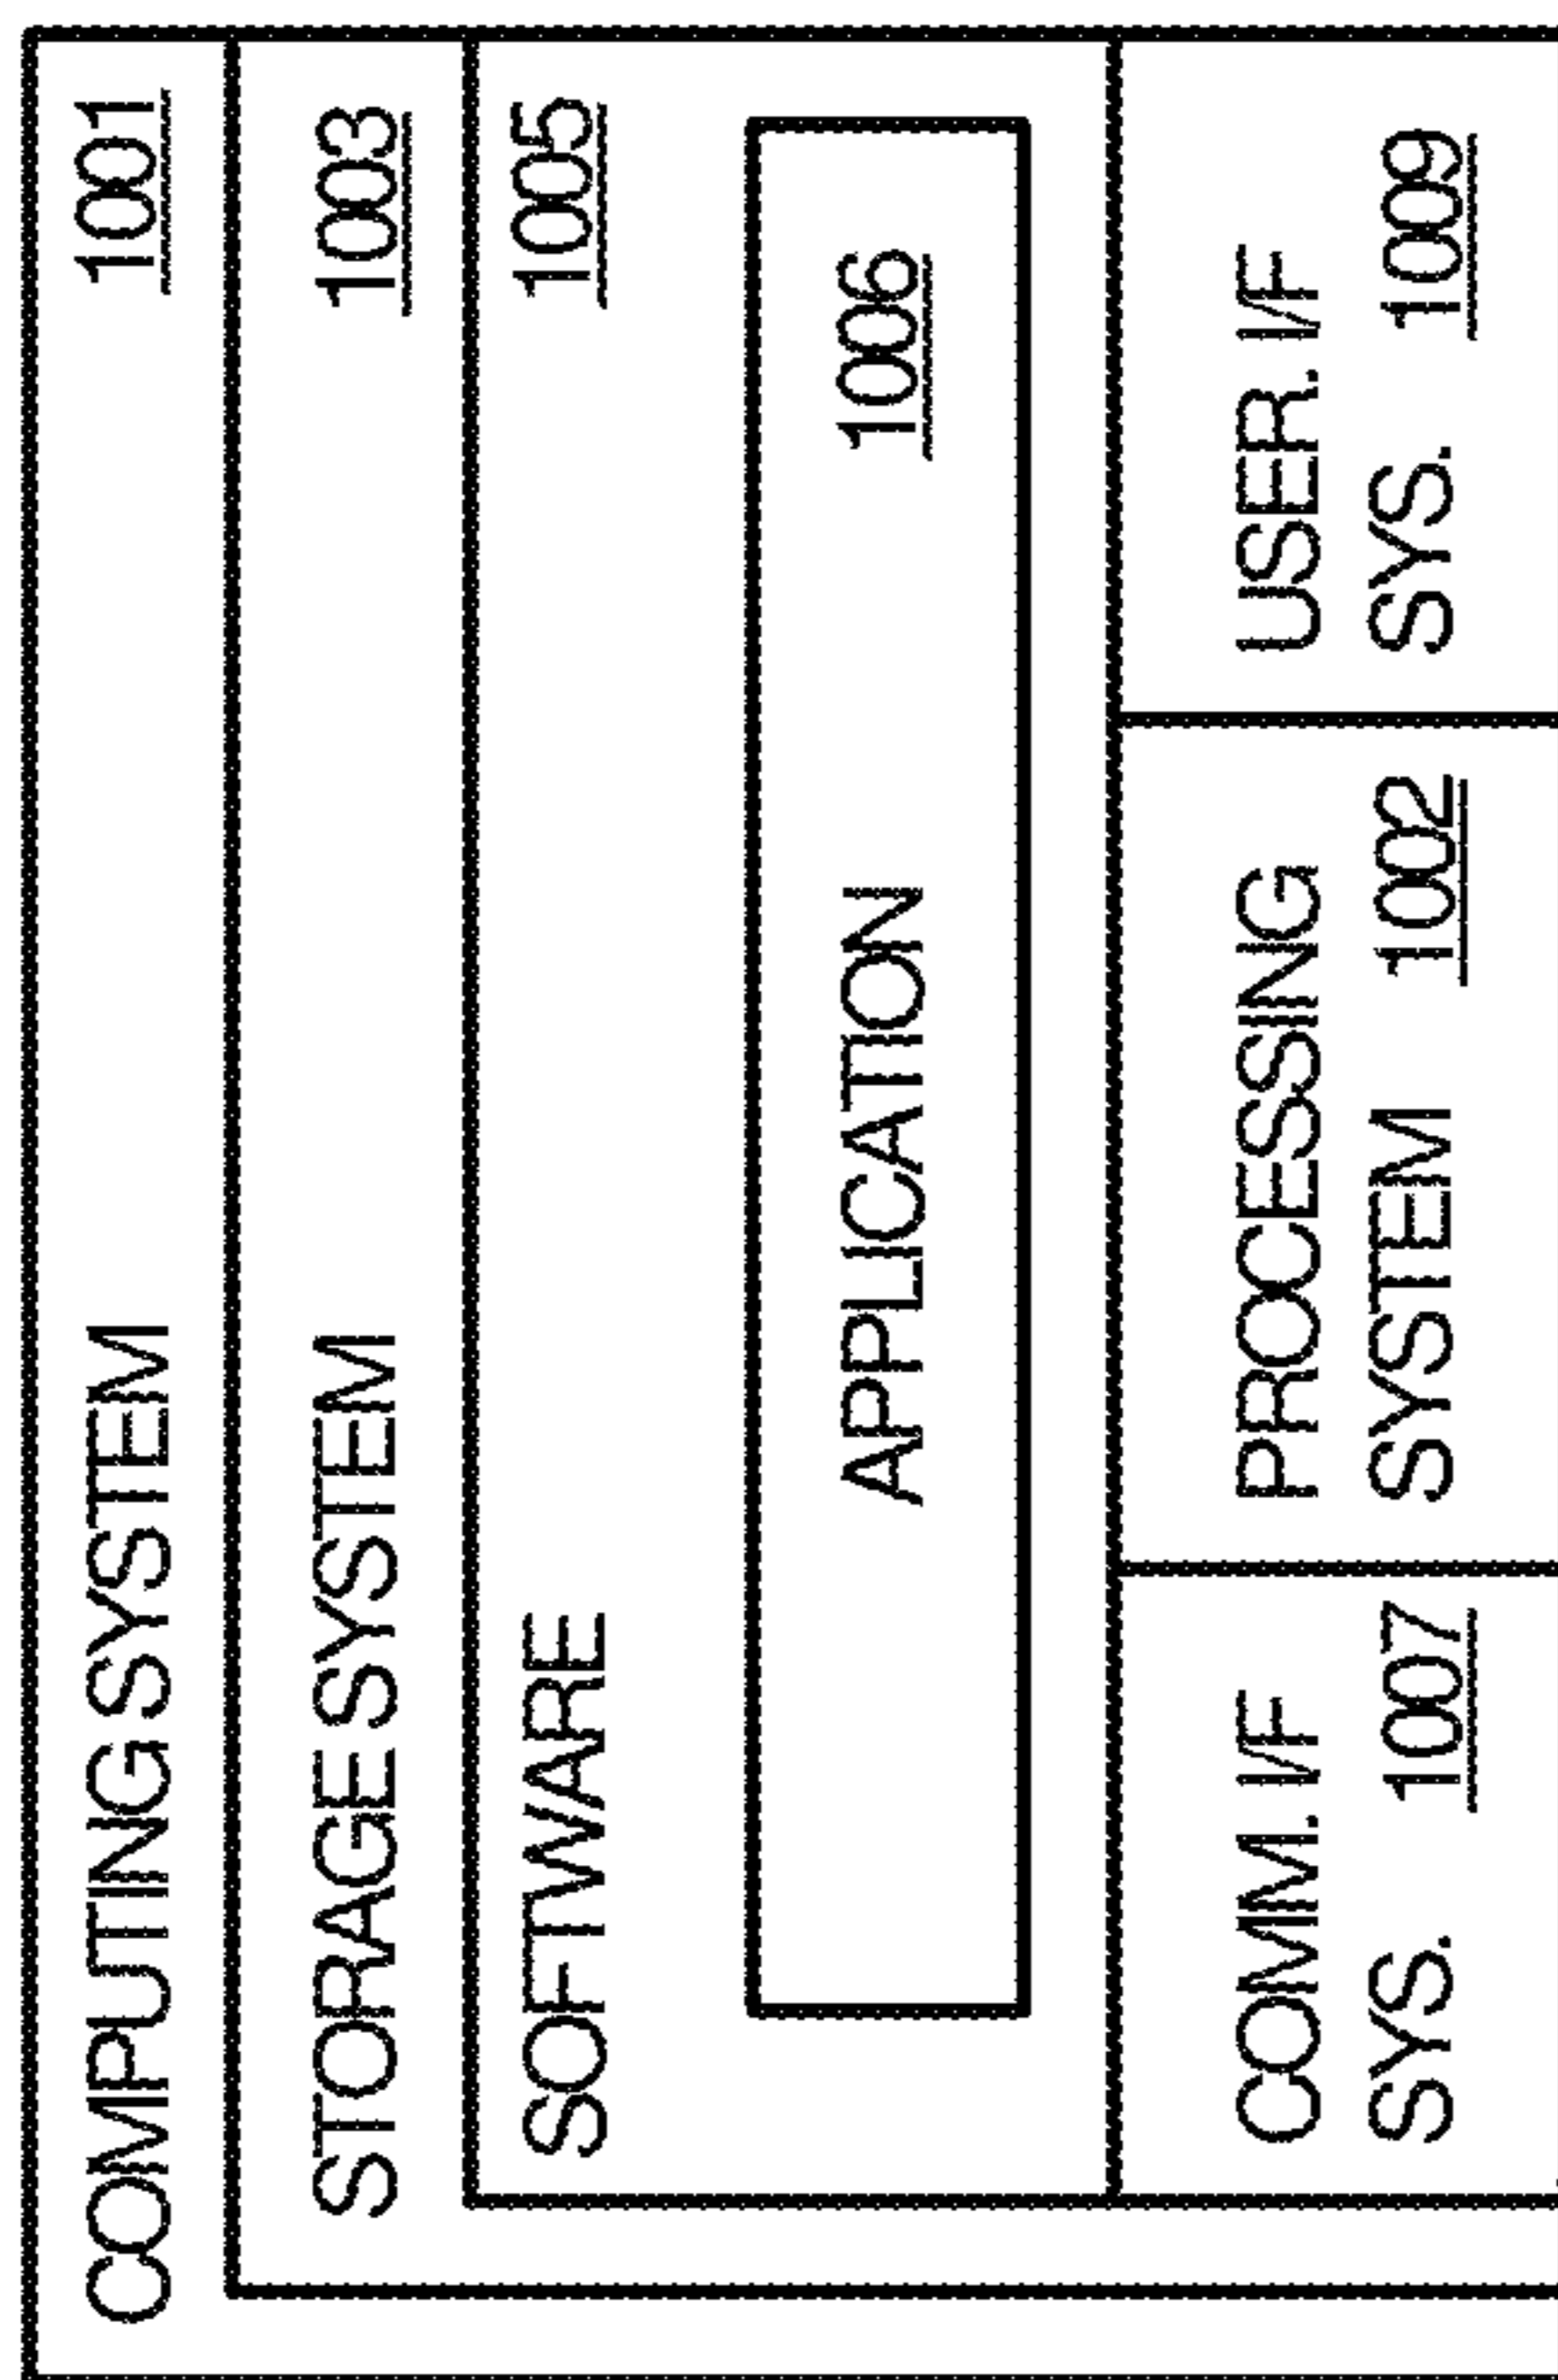 COMPUTING SYSTEM 1001
STORAGE SYSTEM 1003
SOFTWARE 1005
APPLICATION 1006
COMM. I/F
SYS. 1007
PROCESSING
SYSTEM 1002
USER. I/F
SYS. 1009